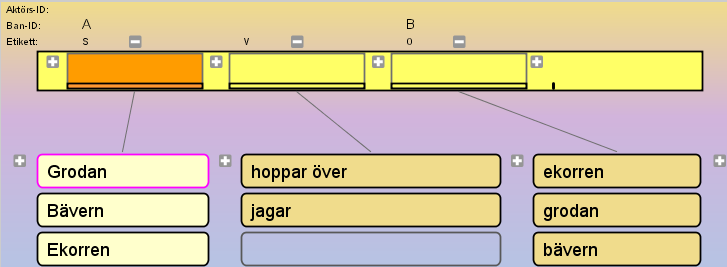 Aktörs-ID:
Ban-ID: A B
Etikett: S V O
Grodan hoppar över ekorren
Bävern jagar grodan
Ekorren bävern